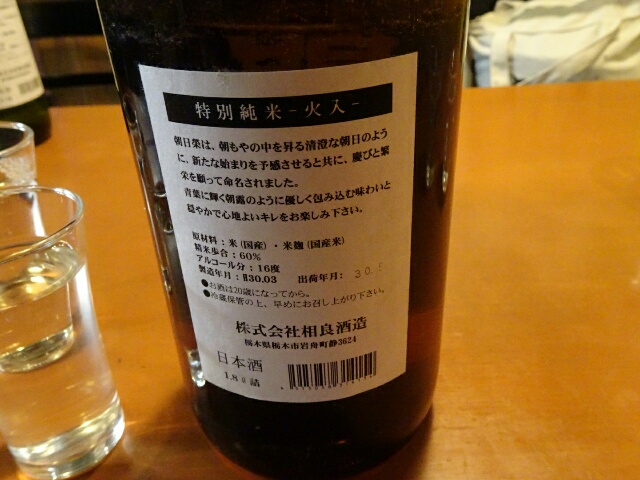 特別純米-火入-
朝日榮は、朝もやの中を昇る清澄な朝日のよう
に、新たな始まりを予感させると共に、慶びと繁
栄を願って命名されました。
青葉に輝く朝露のように優しく包み込む味わいと
穏やかで心地よいキレをお楽しみ下さい。
原材料：米(国産)・米麹(国産米)
精米歩合：60%
アルコール分：16度
製造年月：H30.03 出荷年月：30.
●お酒は20歳になってから。
●冷蔵保管の上、早めにお召し上がり下さい。
株式会社相良酒造
栃木県栃木市岩舟町静3624
日本酒
1.8ℓ詰